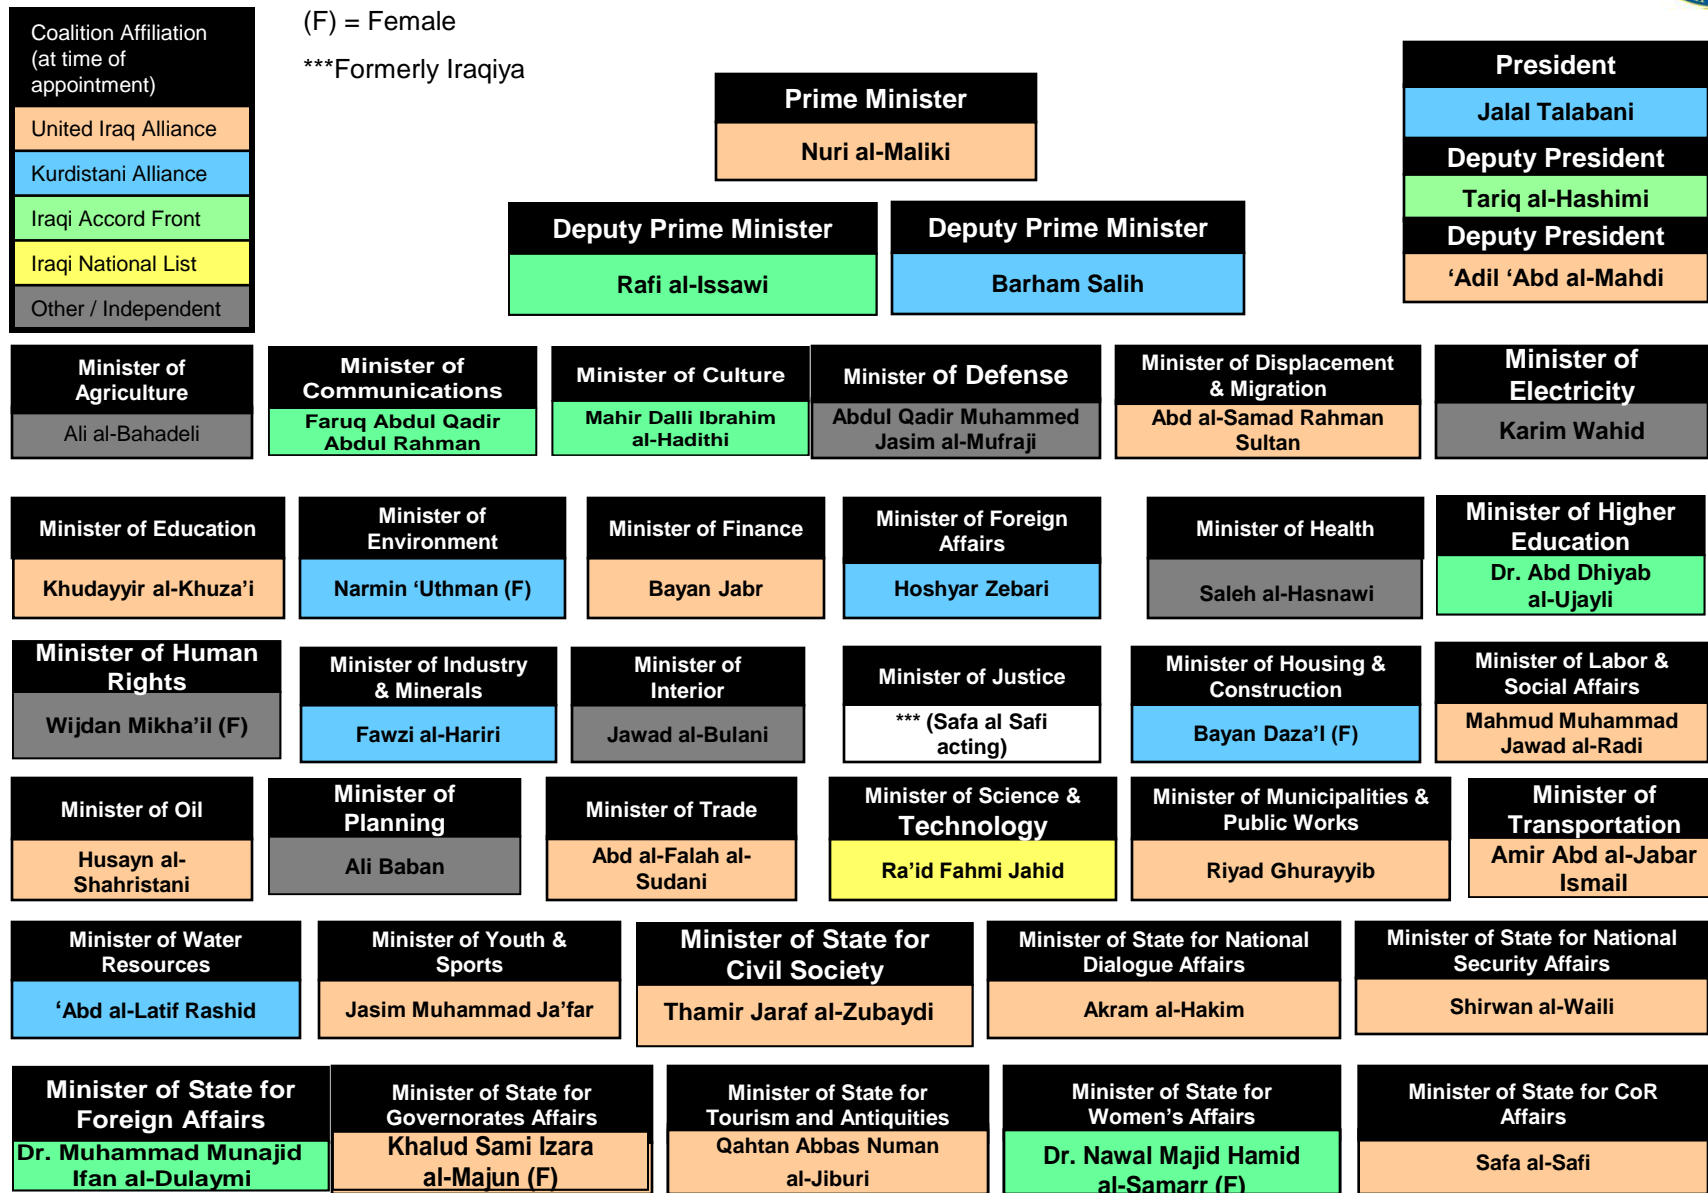 Coalition Affiliation
(at time of
appointment)
United Iraq Alliance
Kurdistani Alliance
Iraqi Accord Front
Iraqi National List
Other / Independent
(F) = Female
***Formerly Iraqiya
Prime Minister
Nuri al-Maliki
President
Jalal Talabani
Deputy President
Tariq al-Hashimi
Deputy President
‘Adil ‘Abd al-Mahdi
Deputy Prime Minister
Rafi al-Issawi
Deputy Prime Minister
Barham Salih
Minister of
Agriculture
Ali al-Bahadeli
Minister of
Communications
Faruq Abdul Qadir
Abdul Rahman
Minister of Culture
Mahir Dalli Ibrahim
al-Hadithi
Minister of Defense
Abdul Qadir Muhammed
Jasim al-Mufraji
Minister of Displacement
& Migration
Abd al-Samad Rahman
Sultan
Minister of
Electricity
Karim Wahid
Minister of Education
Khudayyir al-Khuza’i
Minister of
Environment
Narmin ‘Uthman (F)
Minister of Finance
Bayan Jabr
Minister of Foreign
Affairs
Hoshyar Zebari
Minister of Health
Saleh al-Hasnawi
Minister of Higher
Education
Dr. Abd Dhiyab
al-Ujayli
Minister of Human
Rights
Wijdan Mikha’il (F)
Minister of Industry
& Minerals
Fawzi al-Hariri
Minister of
Interior
Jawad al-Bulani
Minister of Justice
*** (Safa al Safi
acting)
Minister of Housing &
Construction
Bayan Daza’I (F)
Minister of Labor &
Social Affairs
Mahmud Muhammad
Jawad al-Radi
Minister of Oil
Husayn al-
Shahristani
Minister of
Planning
Ali Baban
Minister of Trade
Abd al-Falah al-
Sudani
Minister of Science &
Technology
Ra’id Fahmi Jahid
Minister of Municipalities &
Public Works
Riyad Ghurayyib
Minister of
Transportation
Amir Abd al-Jabar
Ismail
Minister of Water
Resources
‘Abd al-Latif Rashid
Minister of Youth &
Sports
Jasim Muhammad Ja’far
Minister of State for
Civil Society
Thamir Jaraf al-Zubaydi
Minister of State for National
Dialogue Affairs
Akram al-Hakim
Minister of State for National
Security Affairs
Shirwan al-Waili
Minister of State for
Foreign Affairs
Dr. Muhammad Munajid
Ifan al-Dulaymi
Minister of State for
Governorates Affairs
Khalud Sami Izara
al-Majun (F)
Minister of State for
Tourism and Antiquities
Qahtan Abbas Numan
al-Jiburi
Minister of State for
Women’s Affairs
Dr. Nawal Majid Hamid
al-Samarr (F)
Minister of State for CoR
Affairs
Safa al-Safi